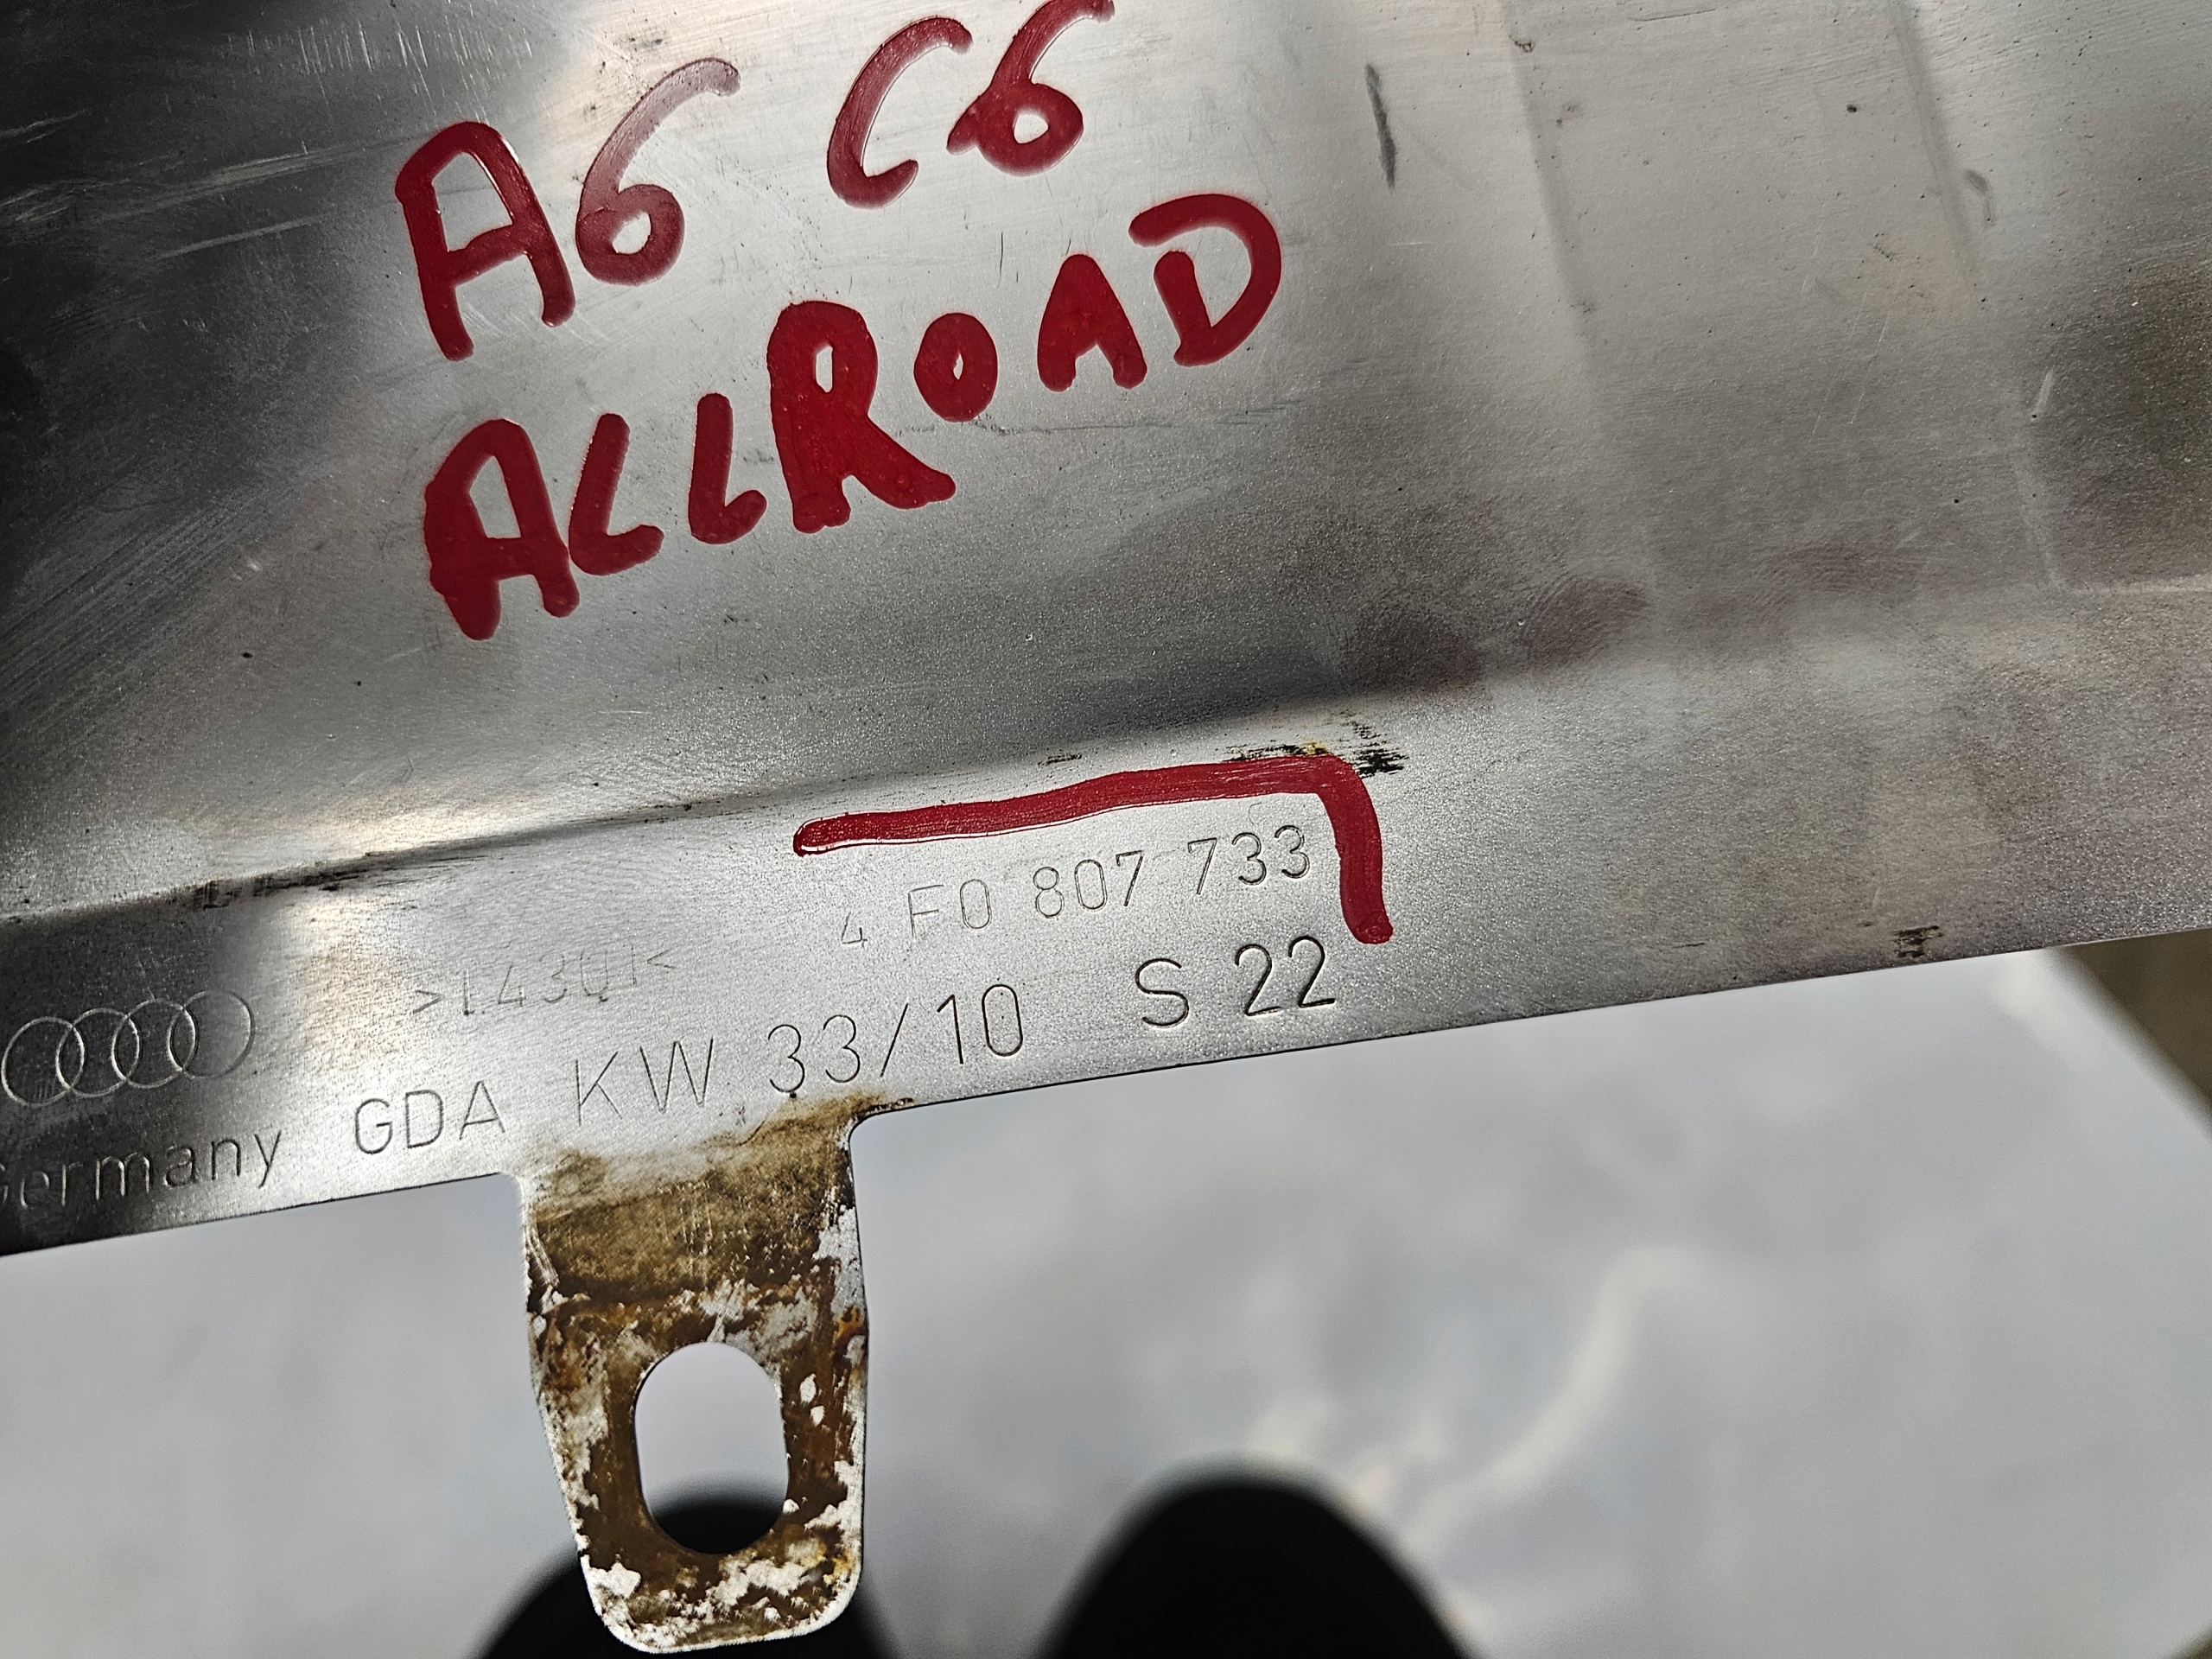 A6 C6
ALLROAD
4 F0 807 733
>1.4301<
GDA KW 33/10 S 22
Germany